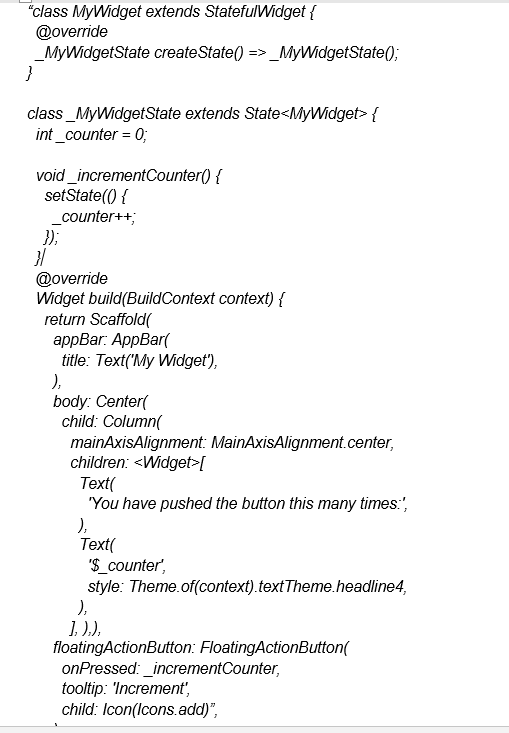 “class MyWidget extends StatefulWidget {
@override
_MyWidgetState createState() => _MyWidgetState();
}
class _MyWidgetState extends State<MyWidget> {
int _counter = 0;
void _incrementCounter() {
setState(() {
_counter++;
});
}
@override
Widget build(BuildContext context) {
return Scaffold(
appBar: AppBar(
title: Text('My Widget'),
),
body: Center(
child: Column(
mainAxisAlignment: MainAxisAlignment.center,
children: <Widget>[
Text(
'You have pushed the button this many times:',
),
Text(
'$_counter',
style: Theme.of(context).textTheme.headline4,
),
], ),),
floatingActionButton: FloatingActionButton(
onPressed: _incrementCounter,
tooltip: 'Increment',
child: Icon(Icons.add)”,